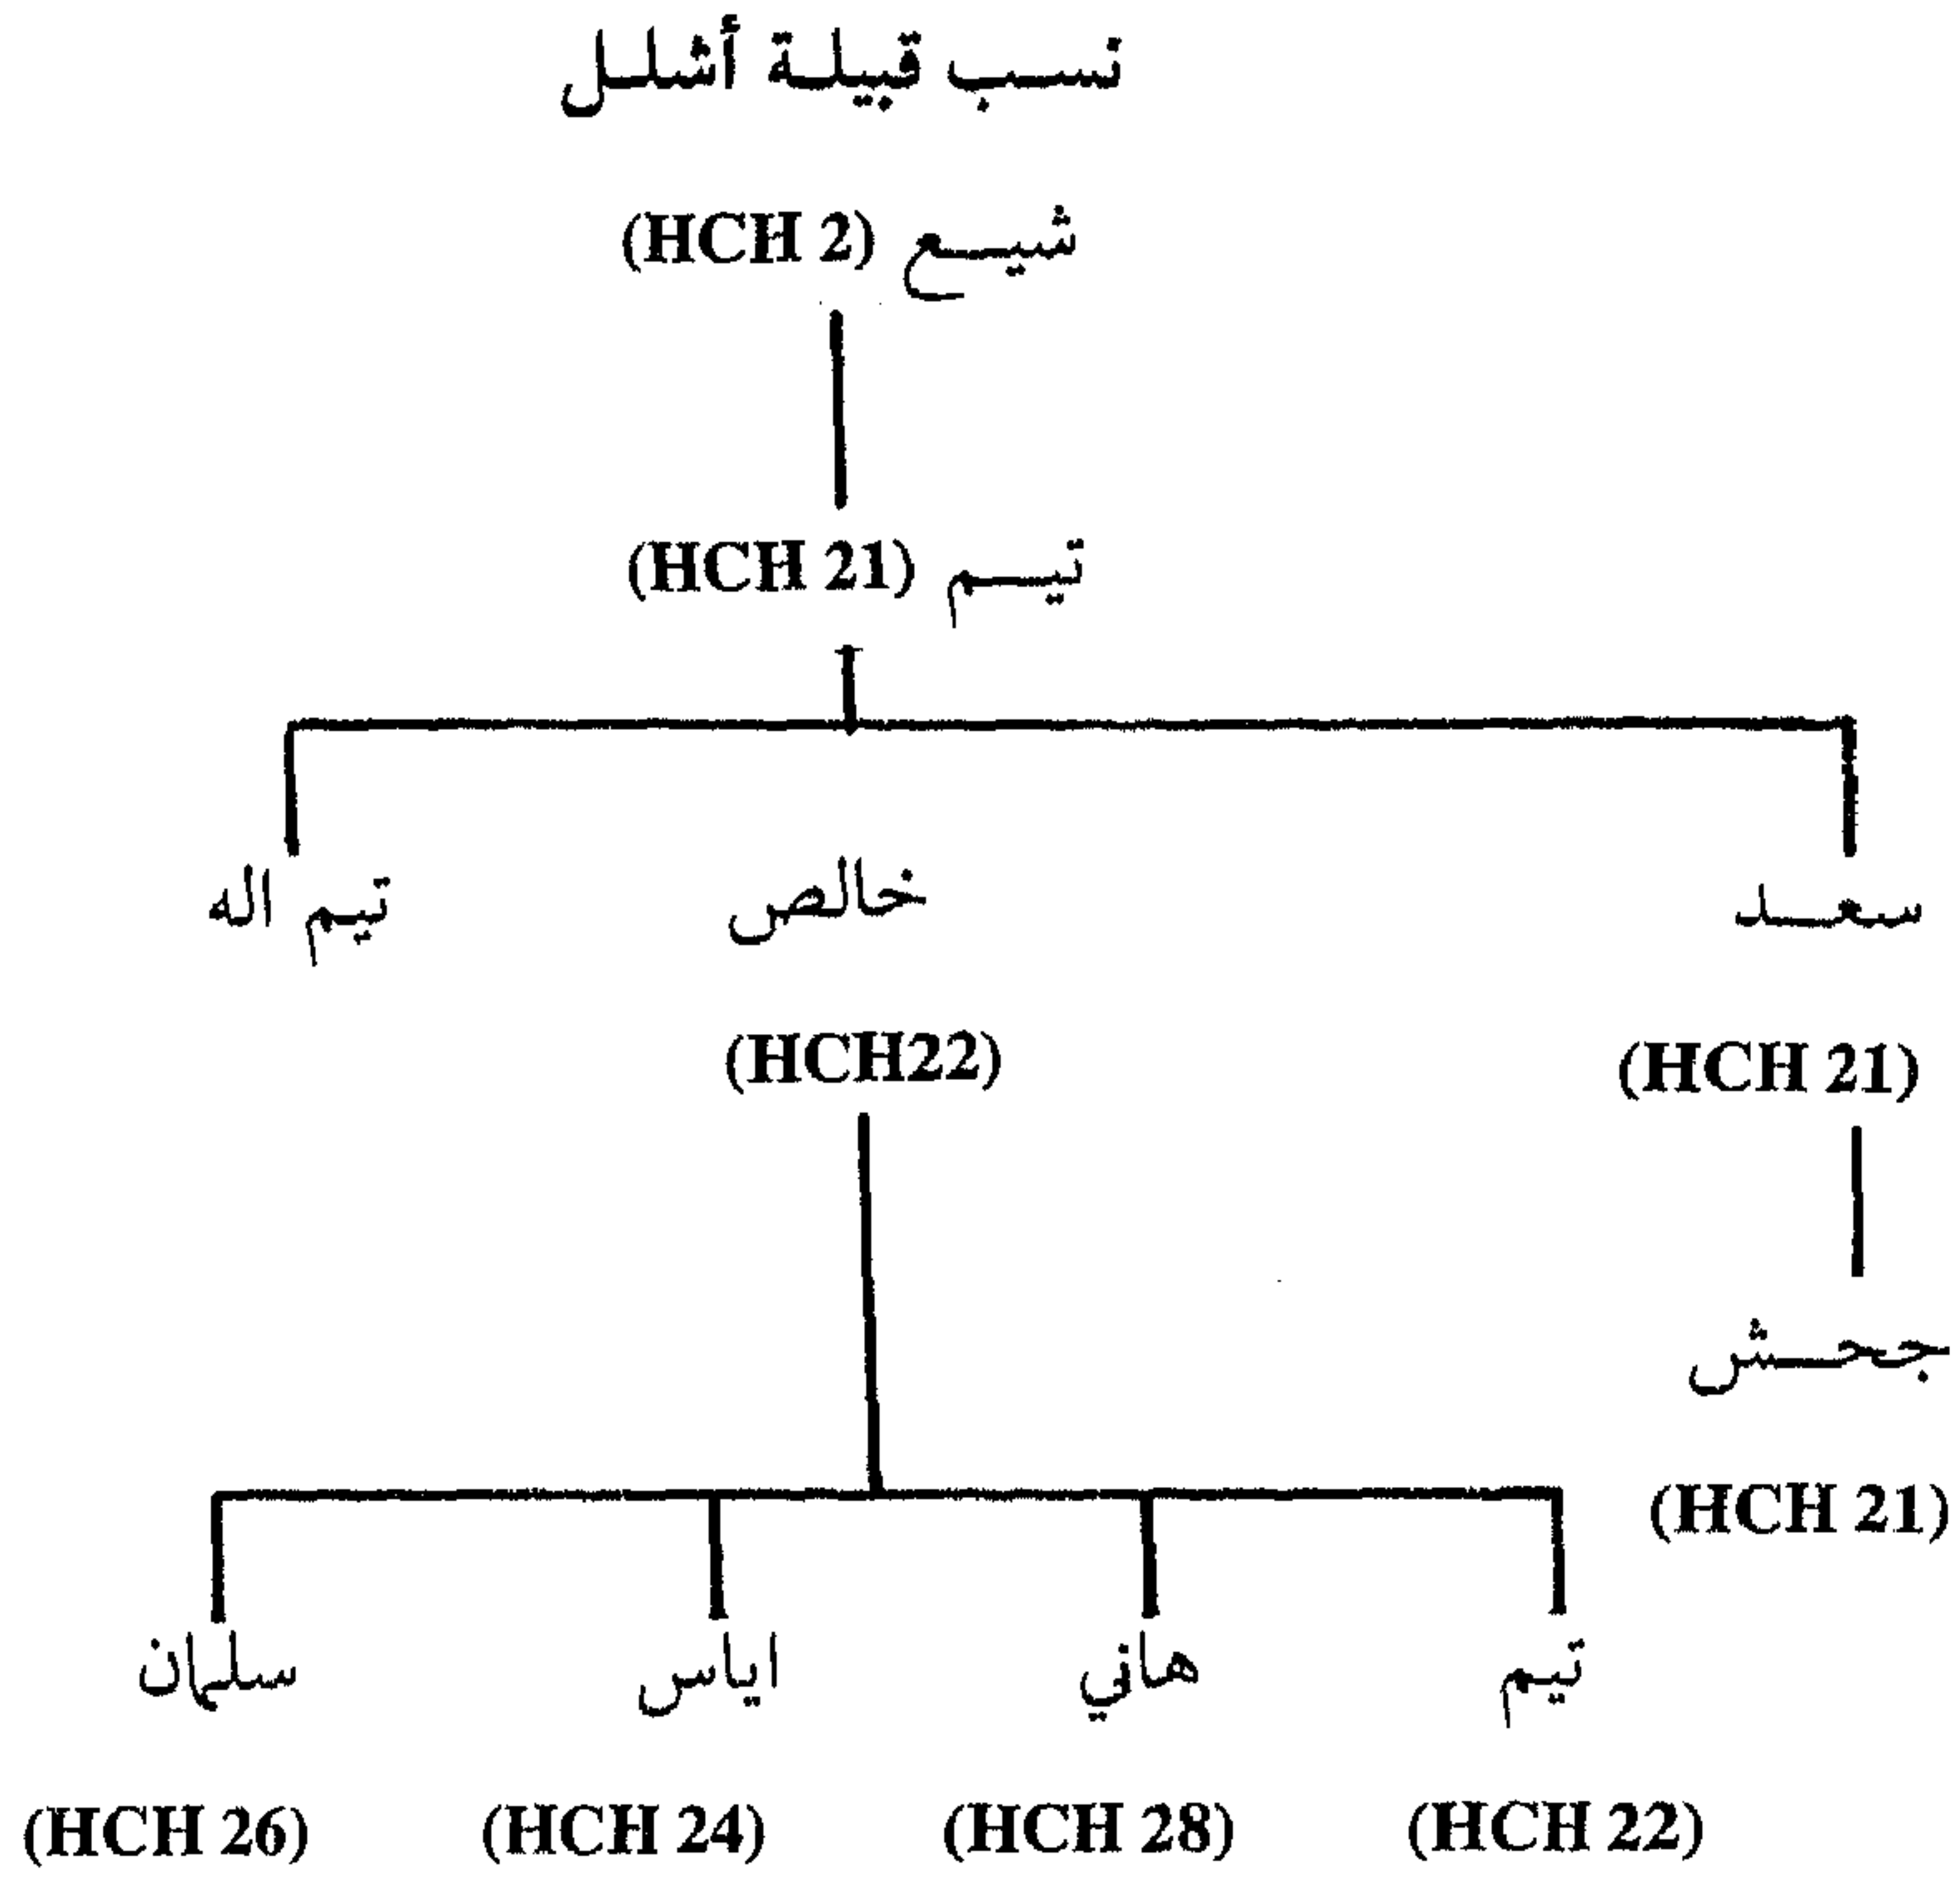 نسب قبيلة أشلل
شيع (HCH 2)
تيم (HCH 21)
سعد خالص تيم اله
(HCH 21) (HCH22)
جحش
(HCH 21)
تيم هاني اياس سلمان
(HCH 22) (HCH 28) (HCH 24) (HCH 26)